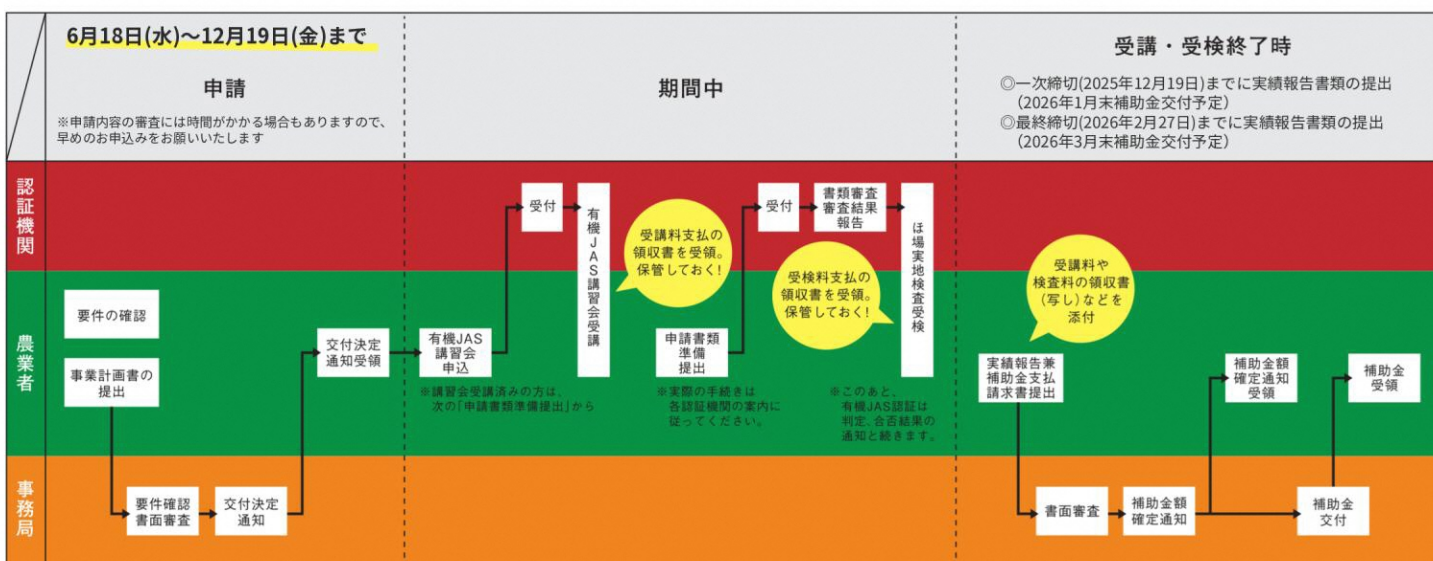 6月18日(水)〜12月19日(金)まで
申請
※申請内容の審査には時間がかかる場合もありますので、
早めのお申込みをお願いいたします
期間中
受講・受検終了時
◎一次締切(2025年12月19日)までに実績報告書類の提出
(2026年1月末補助金交付予定)
◎最終締切(2026年2月27日)までに実績報告書類の提出
(2026年3月末補助金交付予定)
認証機関
受付
有機JAS講習会受講
受講料支払の
領収書を受領。
保管しておく!
受付
書類審査
審査結果
報告
ほ場実地検査受検
受検料支払の
領収書を受領。
保管しておく!
受講料や
検査料の領収書
(写し)などを
添付
農業者
要件の確認
事業計画書の
提出
交付決定
通知受領
有機JAS
講習会
申込
※講習会受講済みの方は、
次の「申請書類準備提出」から
申請書類
準備
提出
※実際の手続きは
各認証機関の案内に
従ってください。
※このあと、
有機JAS認証は
判定、合否結果の
通知と続きます。
実績報告兼
補助金支払
請求書提出
補助金額
確定通知
受領
補助金
受領
事務局
要件確認
書面審査
交付決定
通知
書面審査
補助金額
確定通知
補助金
交付